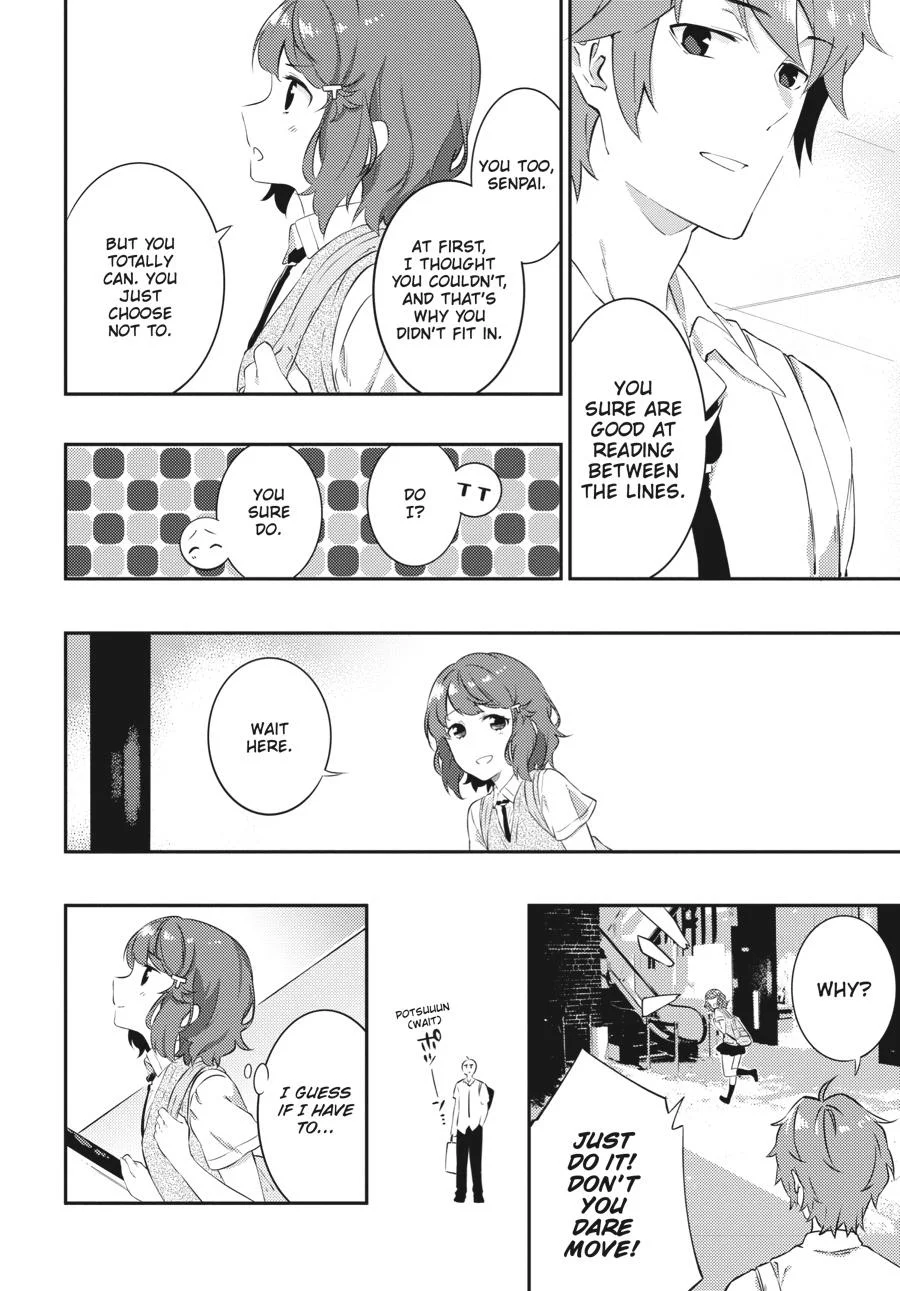 YOU
SURE ARE
GOOD AT
READING
BETWEEN
THE LINES.
YOU TOO,
SENPAI.
AT FIRST,
I THOUGHT
YOU COULDN'T,
AND THAT'S
WHY YOU
DIDN'T FIT IN.
BUT YOU
TOTALLY
CAN. YOU
JUST
CHOOSE
NOT TO.
DO
I?
YOU
SURE
DO.
WAIT
HERE.
WHY?
JUST
DO IT!
DON'T
YOU
DARE
MOVE!
POTSUUUN
(WAIT)
I GUESS
IF I HAVE
TO...